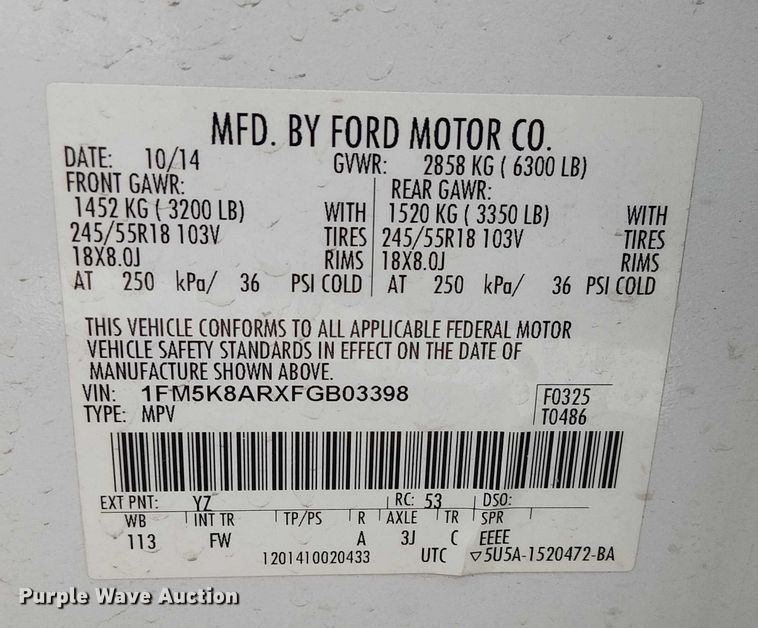 MFD. BY FORD MOTOR CO.
DATE: 10/14 GVWR: 2858 KG ( 6300 LB)
FRONT GAWR: REAR GAWR:
1452 KG ( 3200 LB) WITH 1520 KG ( 3350 LB) WITH
245/55R18 103V TIRES 245/55R18 103V TIRES
18X8.0J RIMS 18X8.0J RIMS
AT 250 kPa/ 36 PSI COLD AT 250 kPa/ 36 PSI COLD
THIS VEHICLE CONFORMS TO ALL APPLICABLE FEDERAL MOTOR
VEHICLE SAFETY STANDARDS IN EFFECT ON THE DATE OF
MANUFACTURE SHOWN ABOVE.
VIN: 1FM5K8ARXFGB03398 F0325
TYPE: MPV T0486
EXT PNT: YZ RC: 53 DSO:
WB INT TR TP/PS R AXLE TR SPR
113 FW A 3J C EEEE
1201410020433 UTC ▽5U5A-1520472-BA
Purple Wave Auction